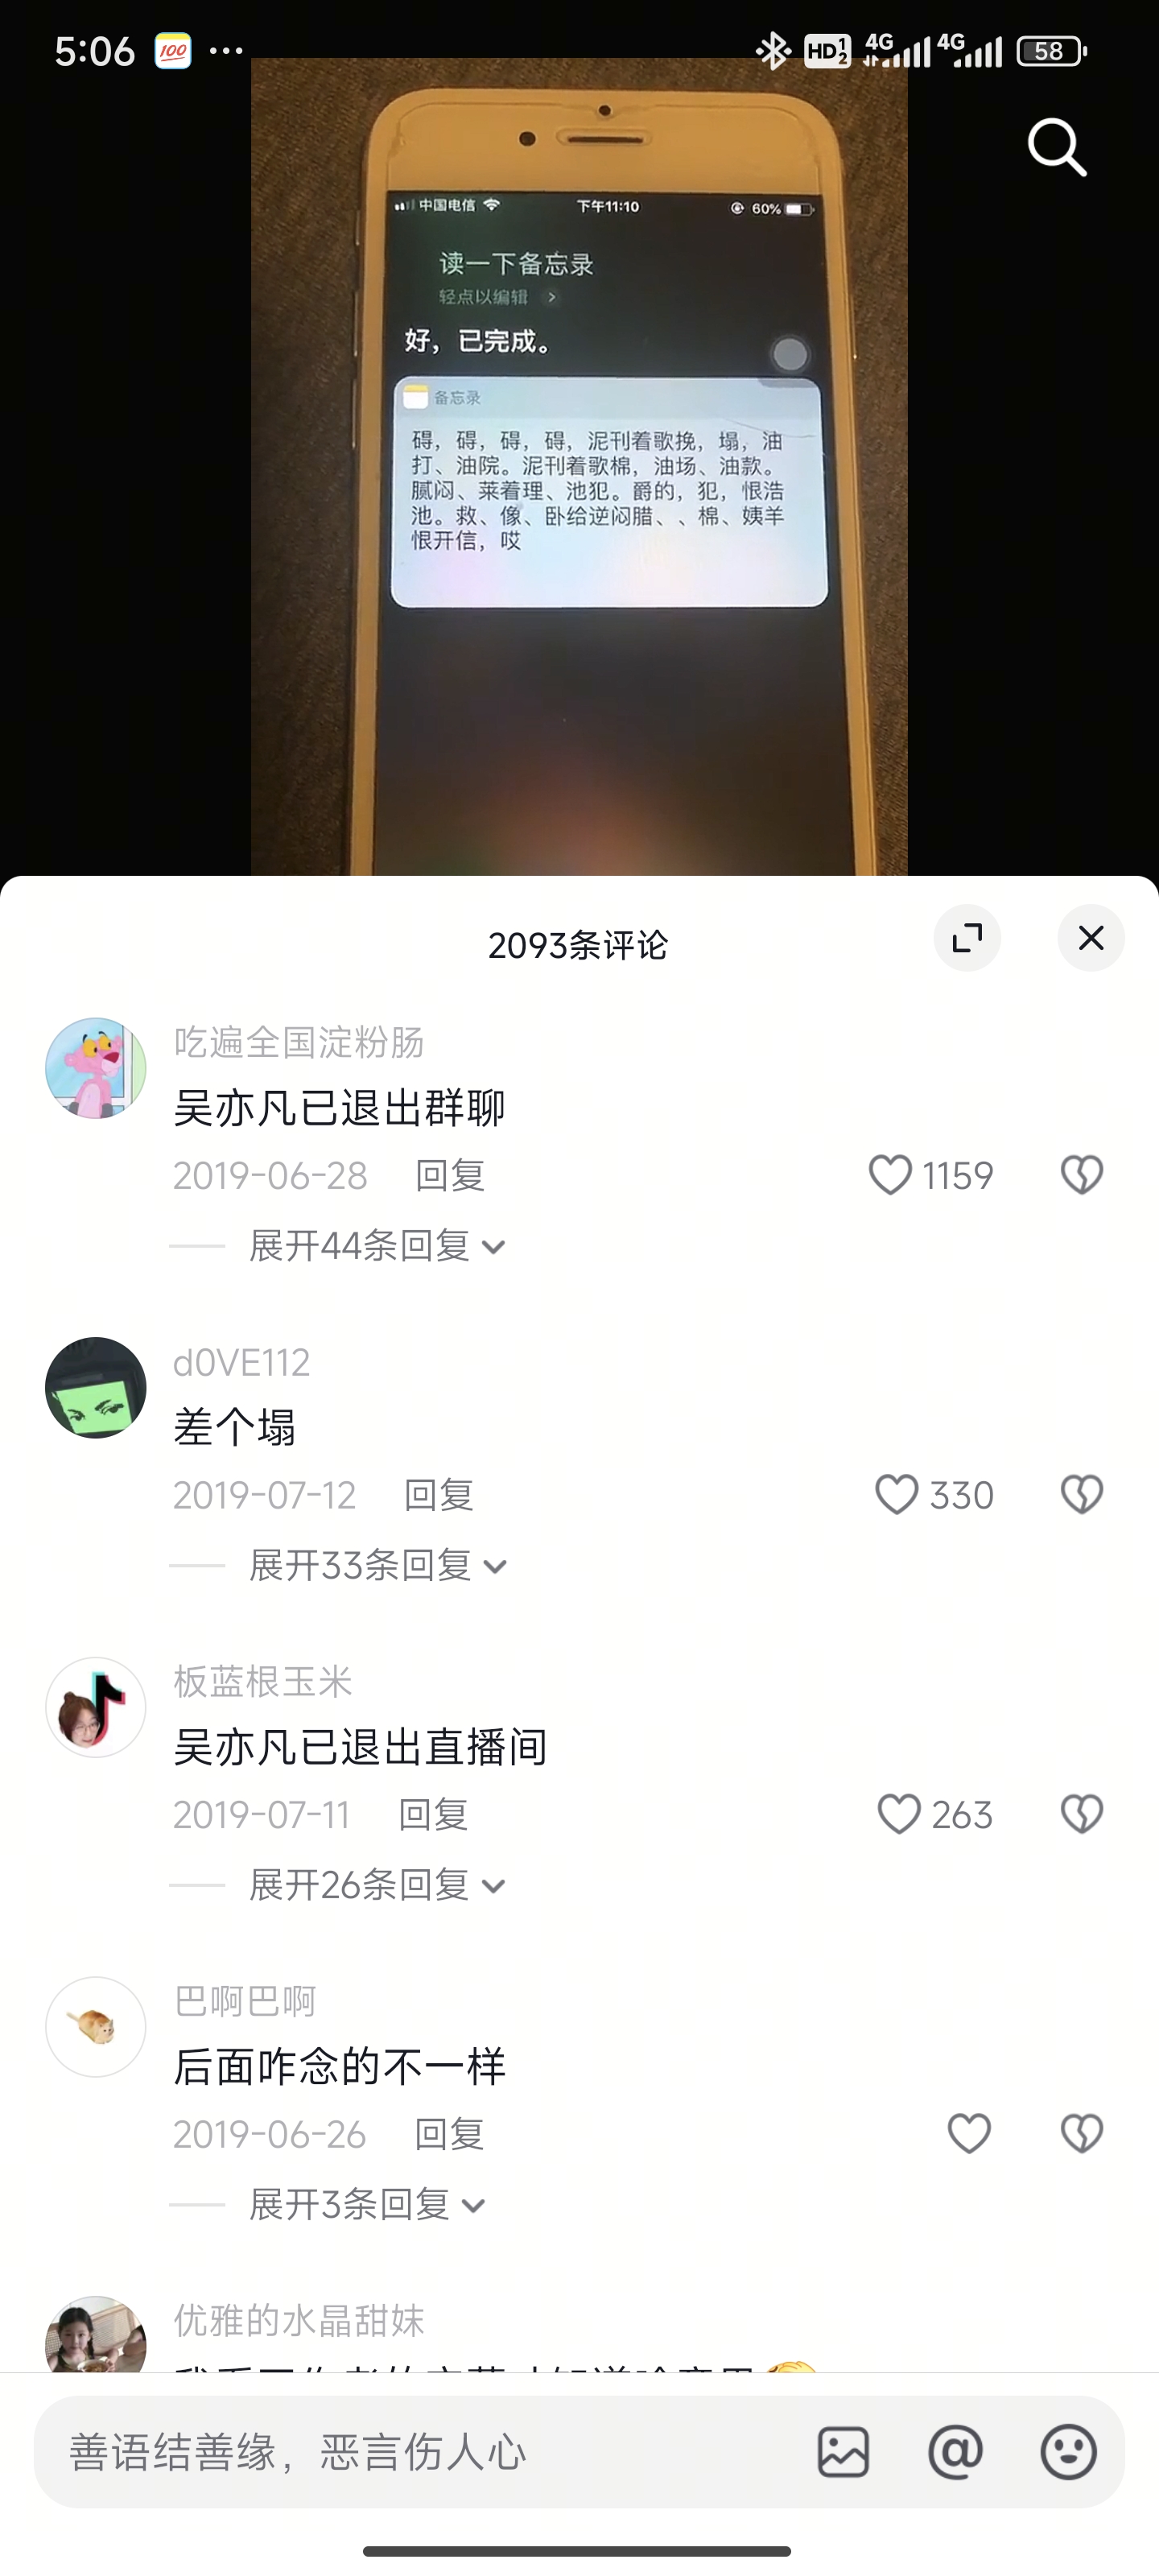 5:06
100
HD 1 2
4G
4G
58
中国电信
下午11:10
60%
读一下备忘录
轻点以编辑
好，已完成。
备忘录
碍，碍，碍，碍，泥刊着歌挽，塌，油
打、油院。泥刊着歌棉，油场、油款。
腻闷、莱着理、池犯。爵的，犯，恨浩
池。救、像、卧给逆闷腊、、棉、姨羊
恨开信，哎
2093条评论
吃遍全国淀粉肠
吴亦凡已退出群聊
2019-06-28 回复 1159
展开44条回复
d0VE112
差个塌
2019-07-12 回复 330
展开33条回复
板蓝根玉米
吴亦凡已退出直播间
2019-07-11 回复 263
展开26条回复
巴啊巴啊
后面咋念的不一样
2019-06-26 回复
展开3条回复
优雅的水晶甜妹
善语结善缘，恶言伤人心